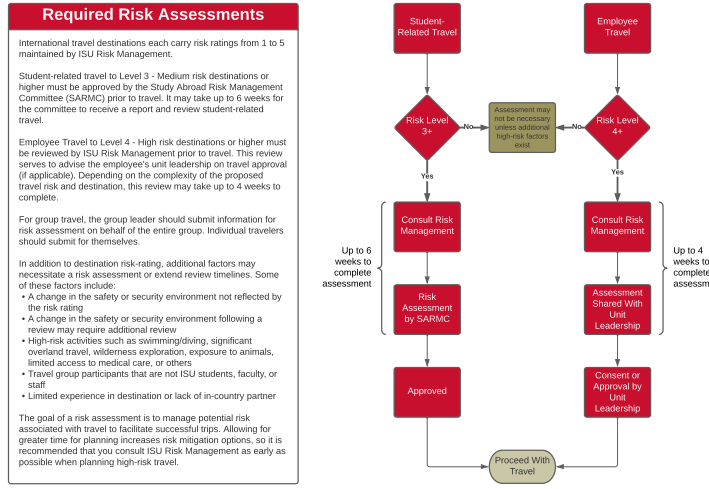 Required Risk Assessments
International travel destinations each carry risk ratings from 1 to 5
maintained by ISU Risk Management.
Student-related travel to Level 3 - Medium risk destinations or
higher must be approved by the Study Abroad Risk Management
Committee (SARMC) prior to travel. It may take up to 6 weeks for
the committee to receive a report and review student-related
travel.
Employee Travel to Level 4 - High risk destinations or higher must
be reviewed by ISU Risk Management prior to travel. This review
serves to advise the employee's unit leadership on travel approval
(if applicable). Depending on the complexity of the proposed
travel risk and destination, this review may take up to 4 weeks to
complete.
For group travel, the group leader should submit information for
risk assessment on behalf of the entire group. Individual travelers
should submit for themselves.
In addition to destination risk-rating, additional factors may
necessitate a risk assessment or extend review timelines. Some
of these factors include:
• A change in the safety or security environment not reflected by
the risk rating
• A change in the safety or security environment following a
review may require additional review
• High-risk activities such as swimming/diving, significant
overland travel, wilderness exploration, exposure to animals,
limited access to medical care, or others
• Travel group participants that are not ISU students, faculty, or
staff
• Limited experience in destination or lack of in-country partner
The goal of a risk assessment is to manage potential risk
associated with travel to facilitate successful trips. Allowing for
greater time for planning increases risk mitigation options, so it is
recommended that you consult ISU Risk Management as early as
possible when planning high-risk travel.
Student-
Related Travel
Employee
Travel
Risk Level
3+
No
Assessment may
not be necessary
unless additional
high-risk factors
exist
No
Risk Level
4+
Yes
Yes
Consult Risk
Management
Consult Risk
Management
Up to 6
weeks to
complete
assessment
Up to 4
weeks to
complete
assessm
Risk
Assessment
by SARMC
Assessment
Shared With
Unit
Leadership
Approved
Consent or
Approval by
Unit
Leadership
Proceed With
Travel